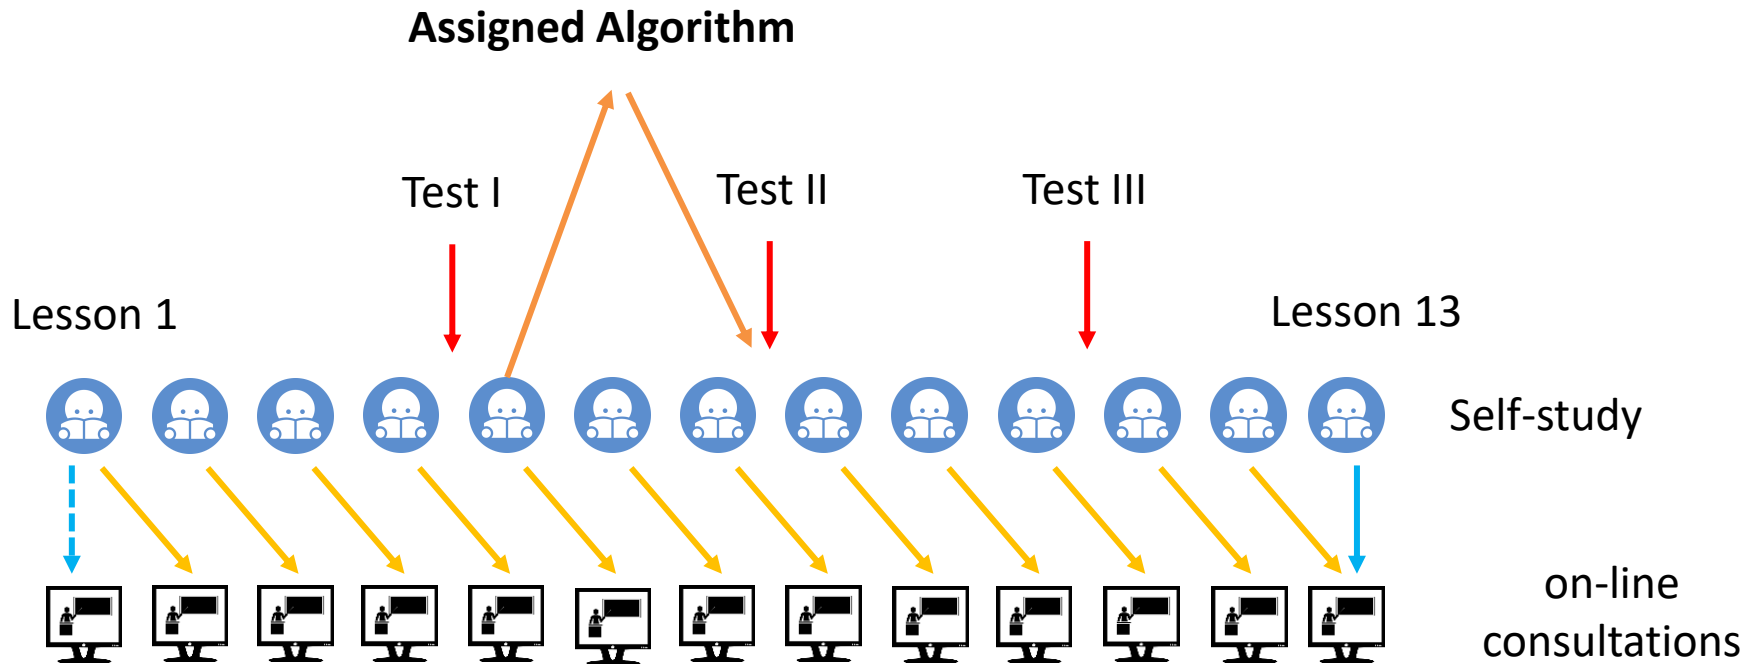 Assigned Algorithm
Test I
Test II
Test III
Lesson 1
Lesson 13
Self-study
on-line
consultations